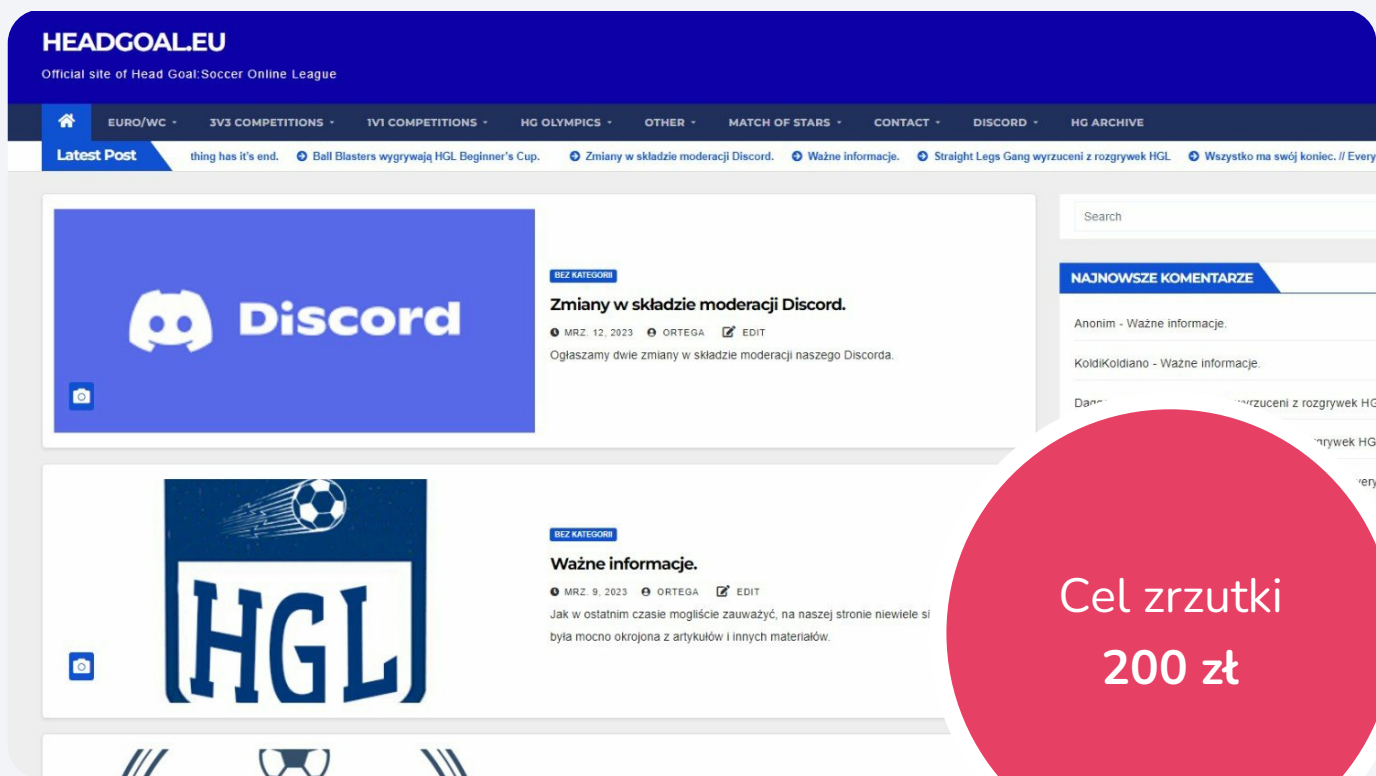 HEADGOAL.EU
Official site of Head Goal:Soccer Online League
EURO/WC
3V3 COMPETITIONS
1V1 COMPETITIONS
HG OLYMPICS
OTHER
MATCH OF STARS
CONTACT
DISCORD
HG ARCHIVE
Latest Post
thing has it's end.
Ball Blasters wygrywają HGL Beginner's Cup.
Zmiany w składzie moderacji Discord.
Ważne informacje.
Straight Legs Gang wyrzuceni z rozgrywek HGL
Wszystko ma swój koniec. // Every
Discord
BEZ KATEGORII
Zmiany w składzie moderacji Discord.
MRZ. 12, 2023 ORTEGA EDIT
Ogłaszamy dwie zmiany w składzie moderacji naszego Discorda.
HGL
BEZ KATEGORII
Ważne informacje.
MRZ. 9, 2023 ORTEGA EDIT
Jak w ostatnim czasie mogliście zauważyć, na naszej stronie niewiele si
była mocno okrojona z artykułów i innych materiałów.
Search
NAJNOWSZE KOMENTARZE
Anonim - Ważne informacje.
KoldiKoldiano - Ważne informacje.
z rozgrywek HG
HG
Cel zrzutki
200 zł